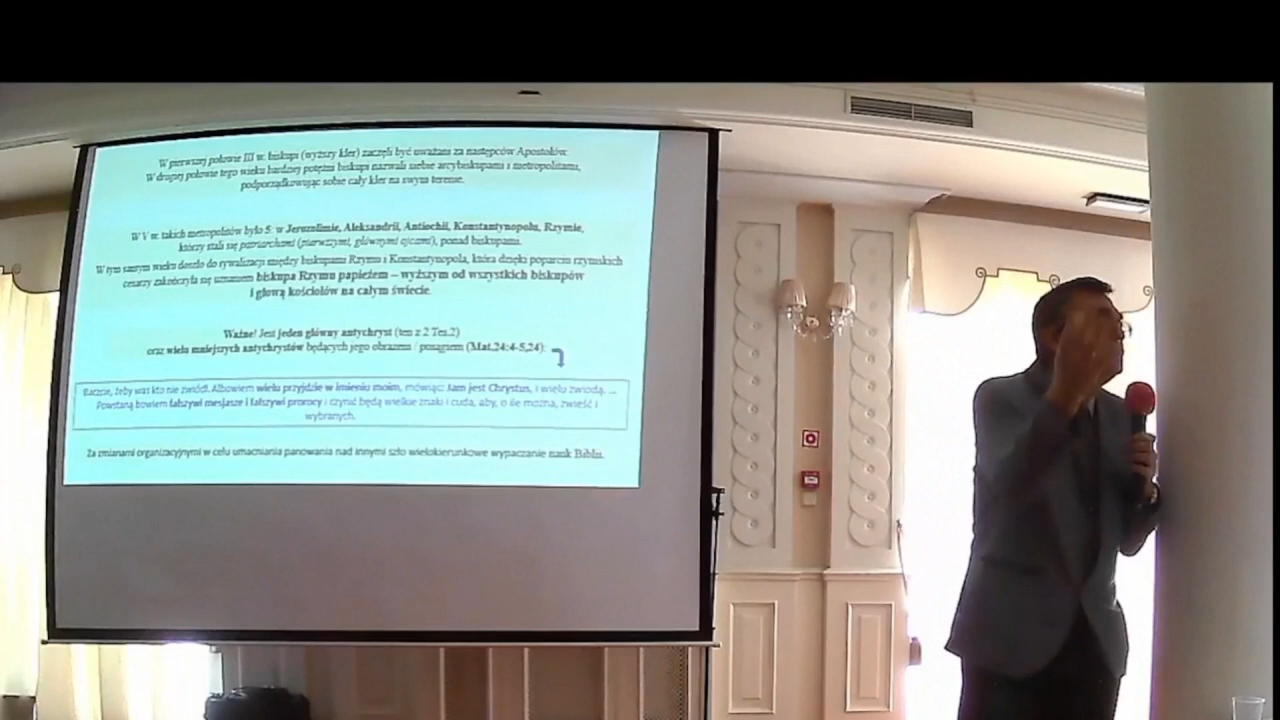 W pierwszej połowie III w. biskupi (wyższy kler) zaczęli być uważani za następców Apostołów.
W drugiej połowie tego wieku bardziej potężni biskupi nazwali siebie arcybiskupami i metropolitami,
podporządkowując sobie cały kler na swym terenie.
W V w. takich metropolitów było 5: w Jerozolimie, Aleksandrii, Antiochii, Konstantynopolu, Rzymie,
którzy stali się patriarchami (pierwszymi, głównymi ojcami), ponad biskupami.
W tym samym wieku doszło do rywalizacji między biskupami Rzymu i Konstantynopola, która dzięki poparciu rzymskich
cesarzy zakończyła się uznaniem biskupa Rzymu papieżem – wyższym od wszystkich biskupów
i głową kościołów na całym świecie.
Ważne! Jest jeden główny antychryst (ten z 2 Tes.2)
oraz wielu mniejszych antychrystów będących jego obrazem / posągiem (Mat.24:4-5,24):
Baczcie, żeby was kto nie zwiódł. Albowiem wielu przyjdzie w imieniu moim, mówiąc: Jam jest Chrystus, i wielu zwiodą. ...
Powstaną bowiem fałszywi mesjasze i fałszywi prorocy i czynić będą wielkie znaki i cuda, aby, o ile można, zwieść i
wybranych.
Za zmianami organizacyjnymi w celu umacniania panowania nad innymi szło wielokierunkowe wypaczanie nauk Biblii.